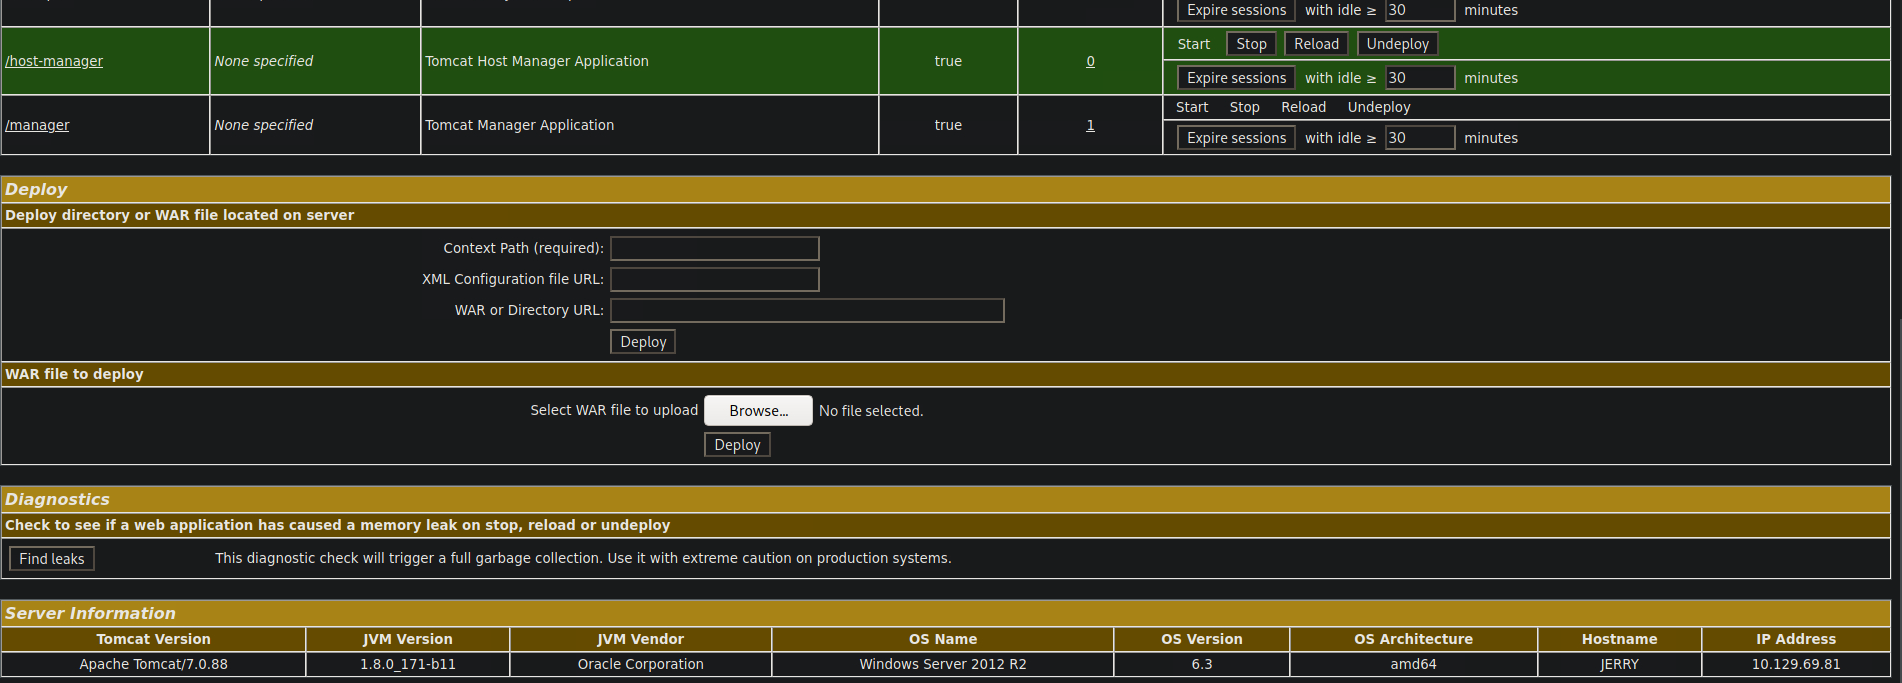 Expire sessions with idle ≥ 30 minutes
/host-manager None specified Tomcat Host Manager Application true 0 Start Stop Reload Undeploy
Expire sessions with idle ≥ 30 minutes
/manager None specified Tomcat Manager Application true 1 Start Stop Reload Undeploy
Expire sessions with idle ≥ 30 minutes
Deploy
Deploy directory or WAR file located on server
Context Path (required):
XML Configuration file URL:
WAR or Directory URL:
Deploy
WAR file to deploy
Select WAR file to upload Browse... No file selected.
Deploy
Diagnostics
Check to see if a web application has caused a memory leak on stop, reload or undeploy
Find leaks This diagnostic check will trigger a full garbage collection. Use it with extreme caution on production systems.
Server Information
Tomcat Version JVM Version JVM Vendor OS Name OS Version OS Architecture Hostname IP Address
Apache Tomcat/7.0.88 1.8.0_171-b11 Oracle Corporation Windows Server 2012 R2 6.3 amd64 JERRY 10.129.69.81